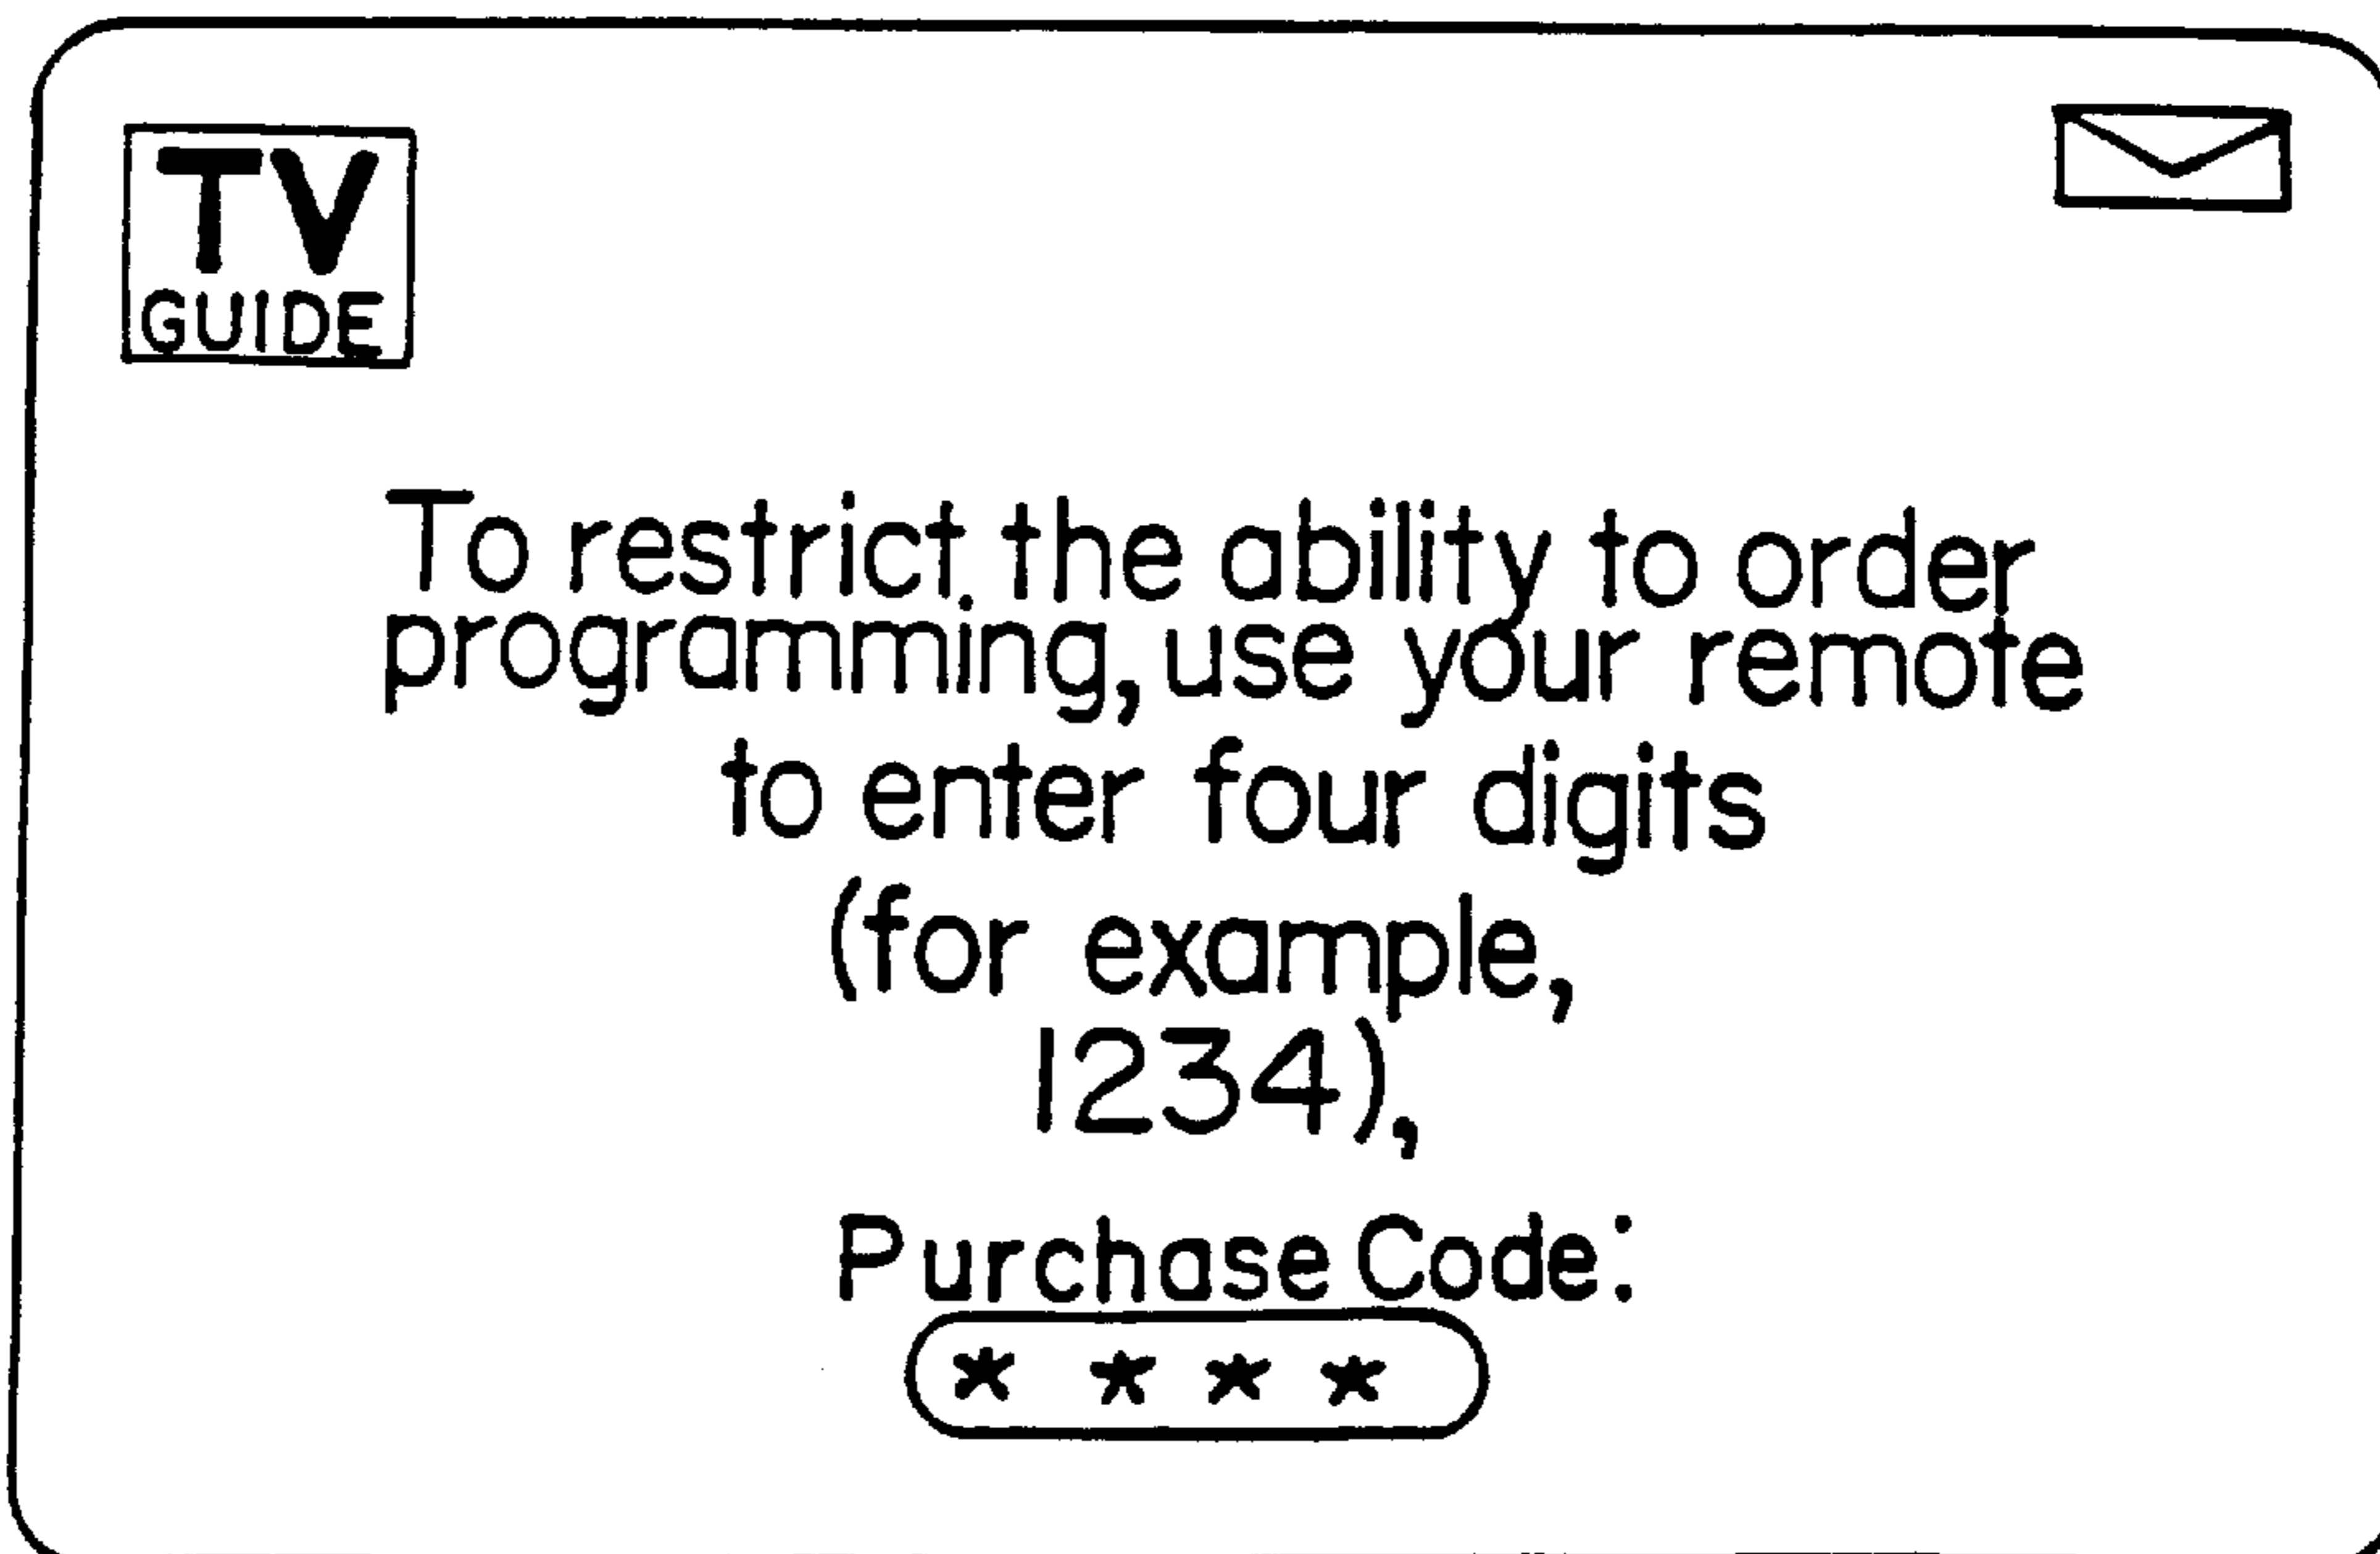 TV
GUIDE
To restrict the ability to order
programming, use your remote
to enter four digits
(for example,
1234),
Purchase Code:
* * * *